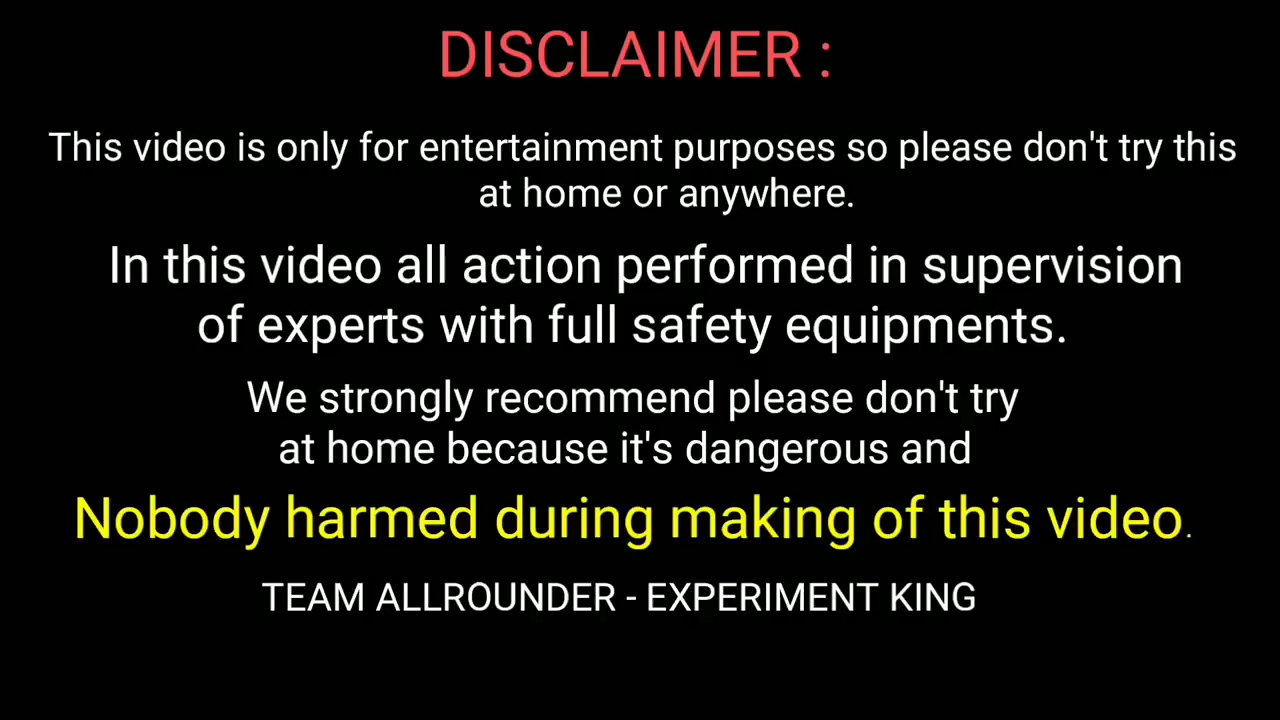 DISCLAIMER :
This video is only for entertainment purposes so please don't try this
at home or anywhere.
In this video all action performed in supervision
of experts with full safety equipments.
We strongly recommend please don't try
at home because it's dangerous and
Nobody harmed during making of this video.
TEAM ALLROUNDER - EXPERIMENT KING